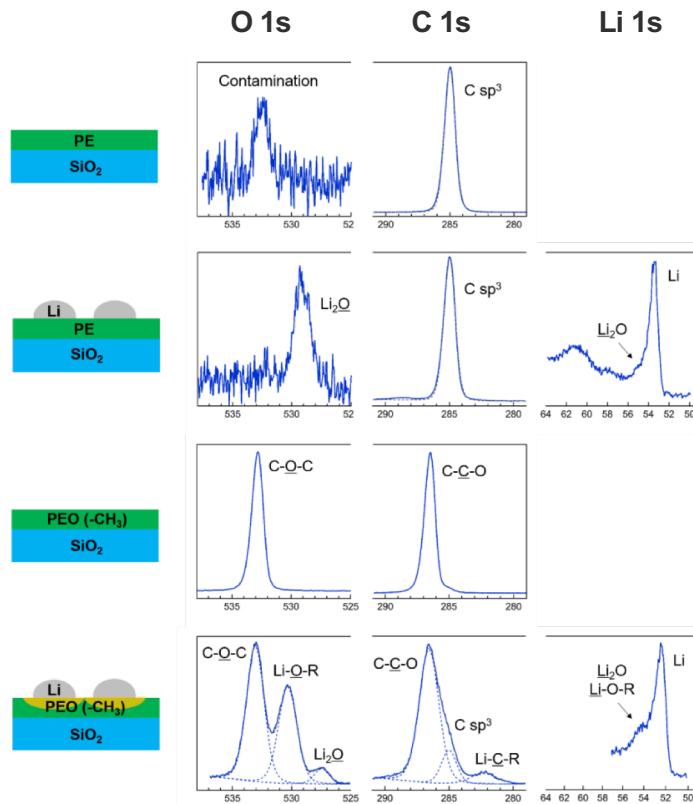 O 1s C 1s Li 1s
Contamination
C sp³
PE
SiO₂
535 530 52
290 285 280
Li₂O
C sp³
Li
Li₂O
Li
PE
SiO₂
535 530 525
290 285 280
64 62 60 58 56 54 52 50
C-O-C
C-C-O
PEO (-CH₃)
SiO₂
535 530 525
290 285 280
C-O-C
Li-O-R
Li₂O
C-C-O
C sp³
Li-C-R
Li
Li₂O
Li-O-R
Li
PEO (-CH₃)
SiO₂
535 530 525
290 285 280
64 62 60 58 56 54 52 50